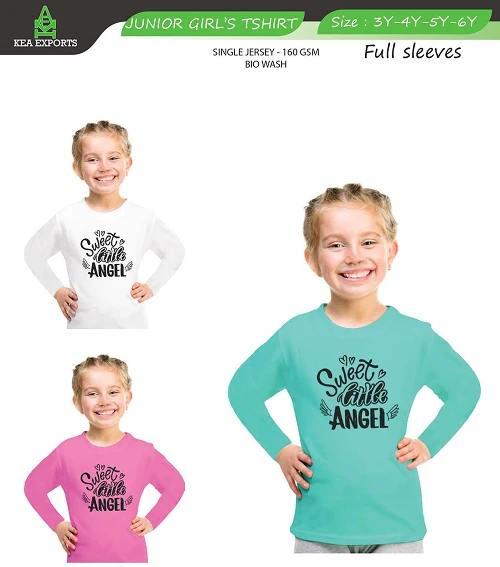 KEA EXPORTS
JUNIOR GIRL'S TSHIRT
Size : 3Y-4Y-5Y-6Y
SINGLE JERSEY - 160 GSM
BIO WASH
Full sleeves
Sweet
little
ANGEL
Sweet
little
ANGEL
Sweet
little
ANGEL